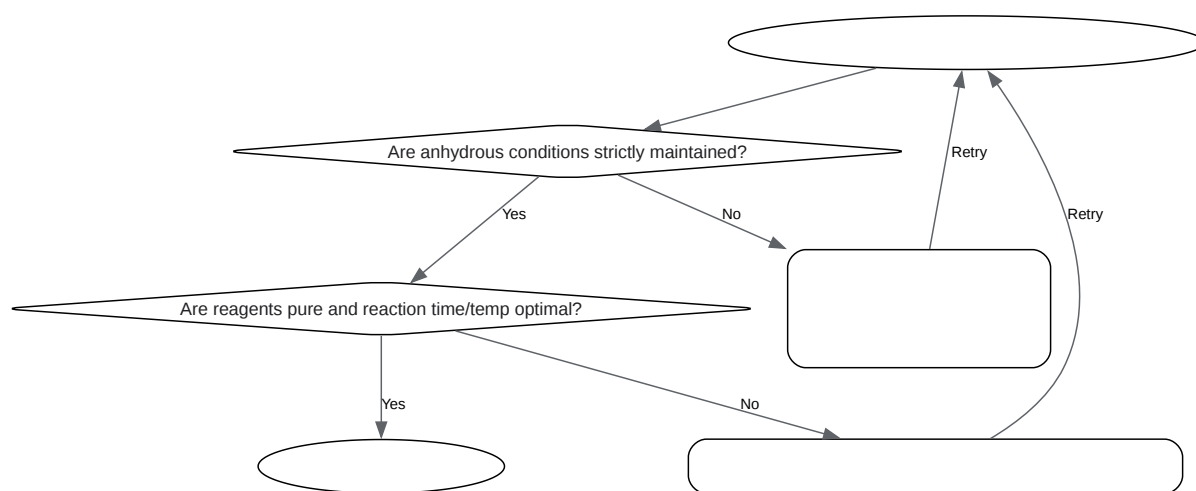 Are anhydrous conditions strictly maintained?
Retry
Yes
No
Retry
Are reagents pure and reaction time/temp optimal?
Yes
No